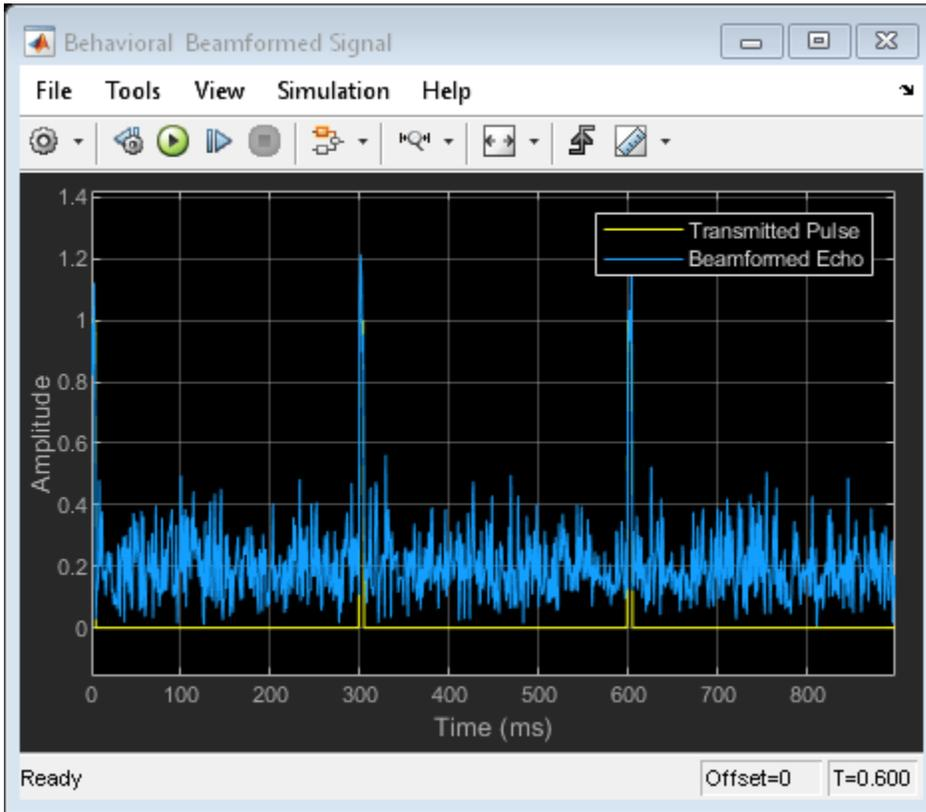 Behavioral Beamformed Signal
File Tools View Simulation Help
1.4
Transmitted Pulse
Beamformed Echo
1.2
1
0.8
0.6
0.4
0.2
0
Amplitude
0 100 200 300 400 500 600 700 800
Time (ms)
Ready Offset=0 T=0.600